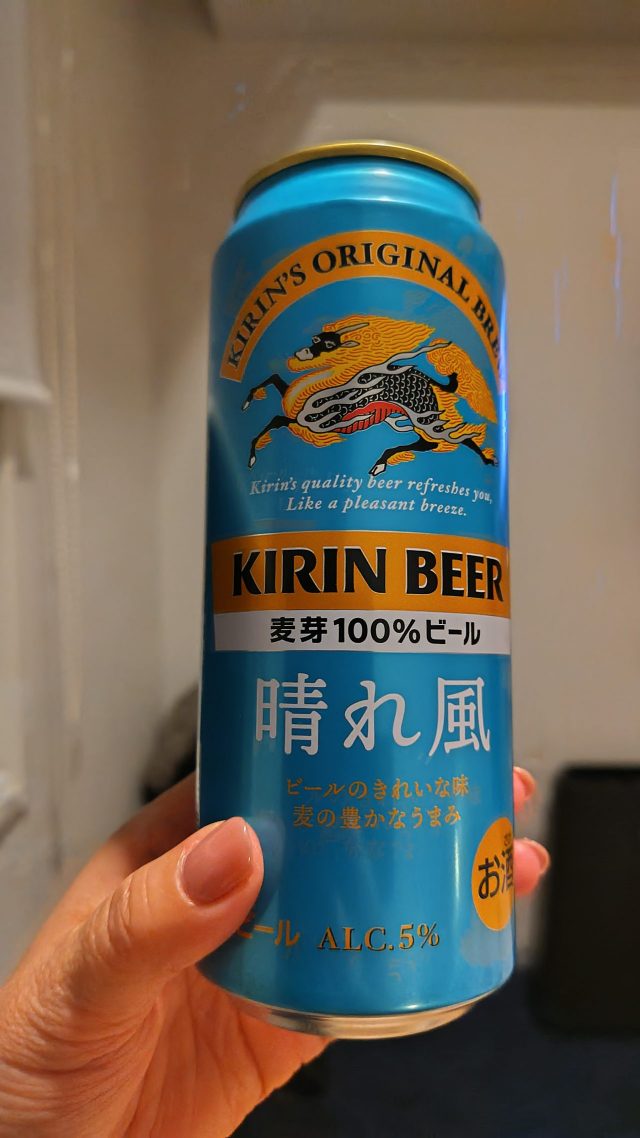 KIRIN'S ORIGINAL BREW
Kirin's quality beer refreshes you,
Like a pleasant breeze.
KIRIN BEER
麦芽100%ビール
晴れ風
ビールのきれいな味
麦の豊かなうまみ
お酒
ビール ALC.5%